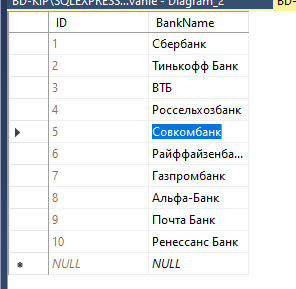 BD-KIP\SQLEXPRESS...vanie - Diagram_2
BD-
ID BankName
1 Сбербанк
2 Тинькофф Банк
3 ВТБ
4 Россельхозбанк
5 Совкомбанк
6 Райффайзенба...
7 Газпромбанк
8 Альфа-Банк
9 Почта Банк
10 Ренессанс Банк
NULL NULL